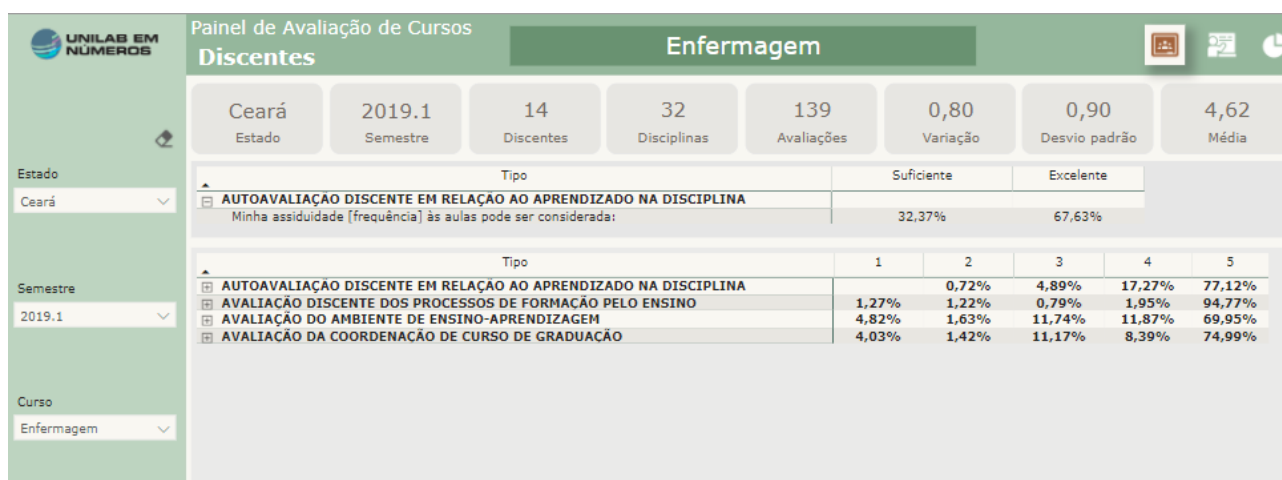 UNILAB EM
NÚMEROS
Painel de Avaliação de Cursos
Discentes
Enfermagem
Ceará
Estado
2019.1
Semestre
14
Discentes
32
Disciplinas
139
Avaliações
0,80
Variação
0,90
Desvio padrão
4,62
Média
Estado
Ceará
Semestre
2019.1
Curso
Enfermagem
Tipo Suficiente Excelente
AUTOAVALIAÇÃO DISCENTE EM RELAÇÃO AO APRENDIZADO NA DISCIPLINA
Minha assiduidade [frequência] às aulas pode ser considerada: 32,37% 67,63%
Tipo 1 2 3 4 5
AUTOAVALIAÇÃO DISCENTE EM RELAÇÃO AO APRENDIZADO NA DISCIPLINA 0,72% 4,89% 17,27% 77,12%
AVALIAÇÃO DISCENTE DOS PROCESSOS DE FORMAÇÃO PELO ENSINO 1,27% 1,22% 0,79% 1,95% 94,77%
AVALIAÇÃO DO AMBIENTE DE ENSINO-APRENDIZAGEM 4,82% 1,63% 11,74% 11,87% 69,95%
AVALIAÇÃO DA COORDENAÇÃO DE CURSO DE GRADUAÇÃO 4,03% 1,42% 11,17% 8,39% 74,99%